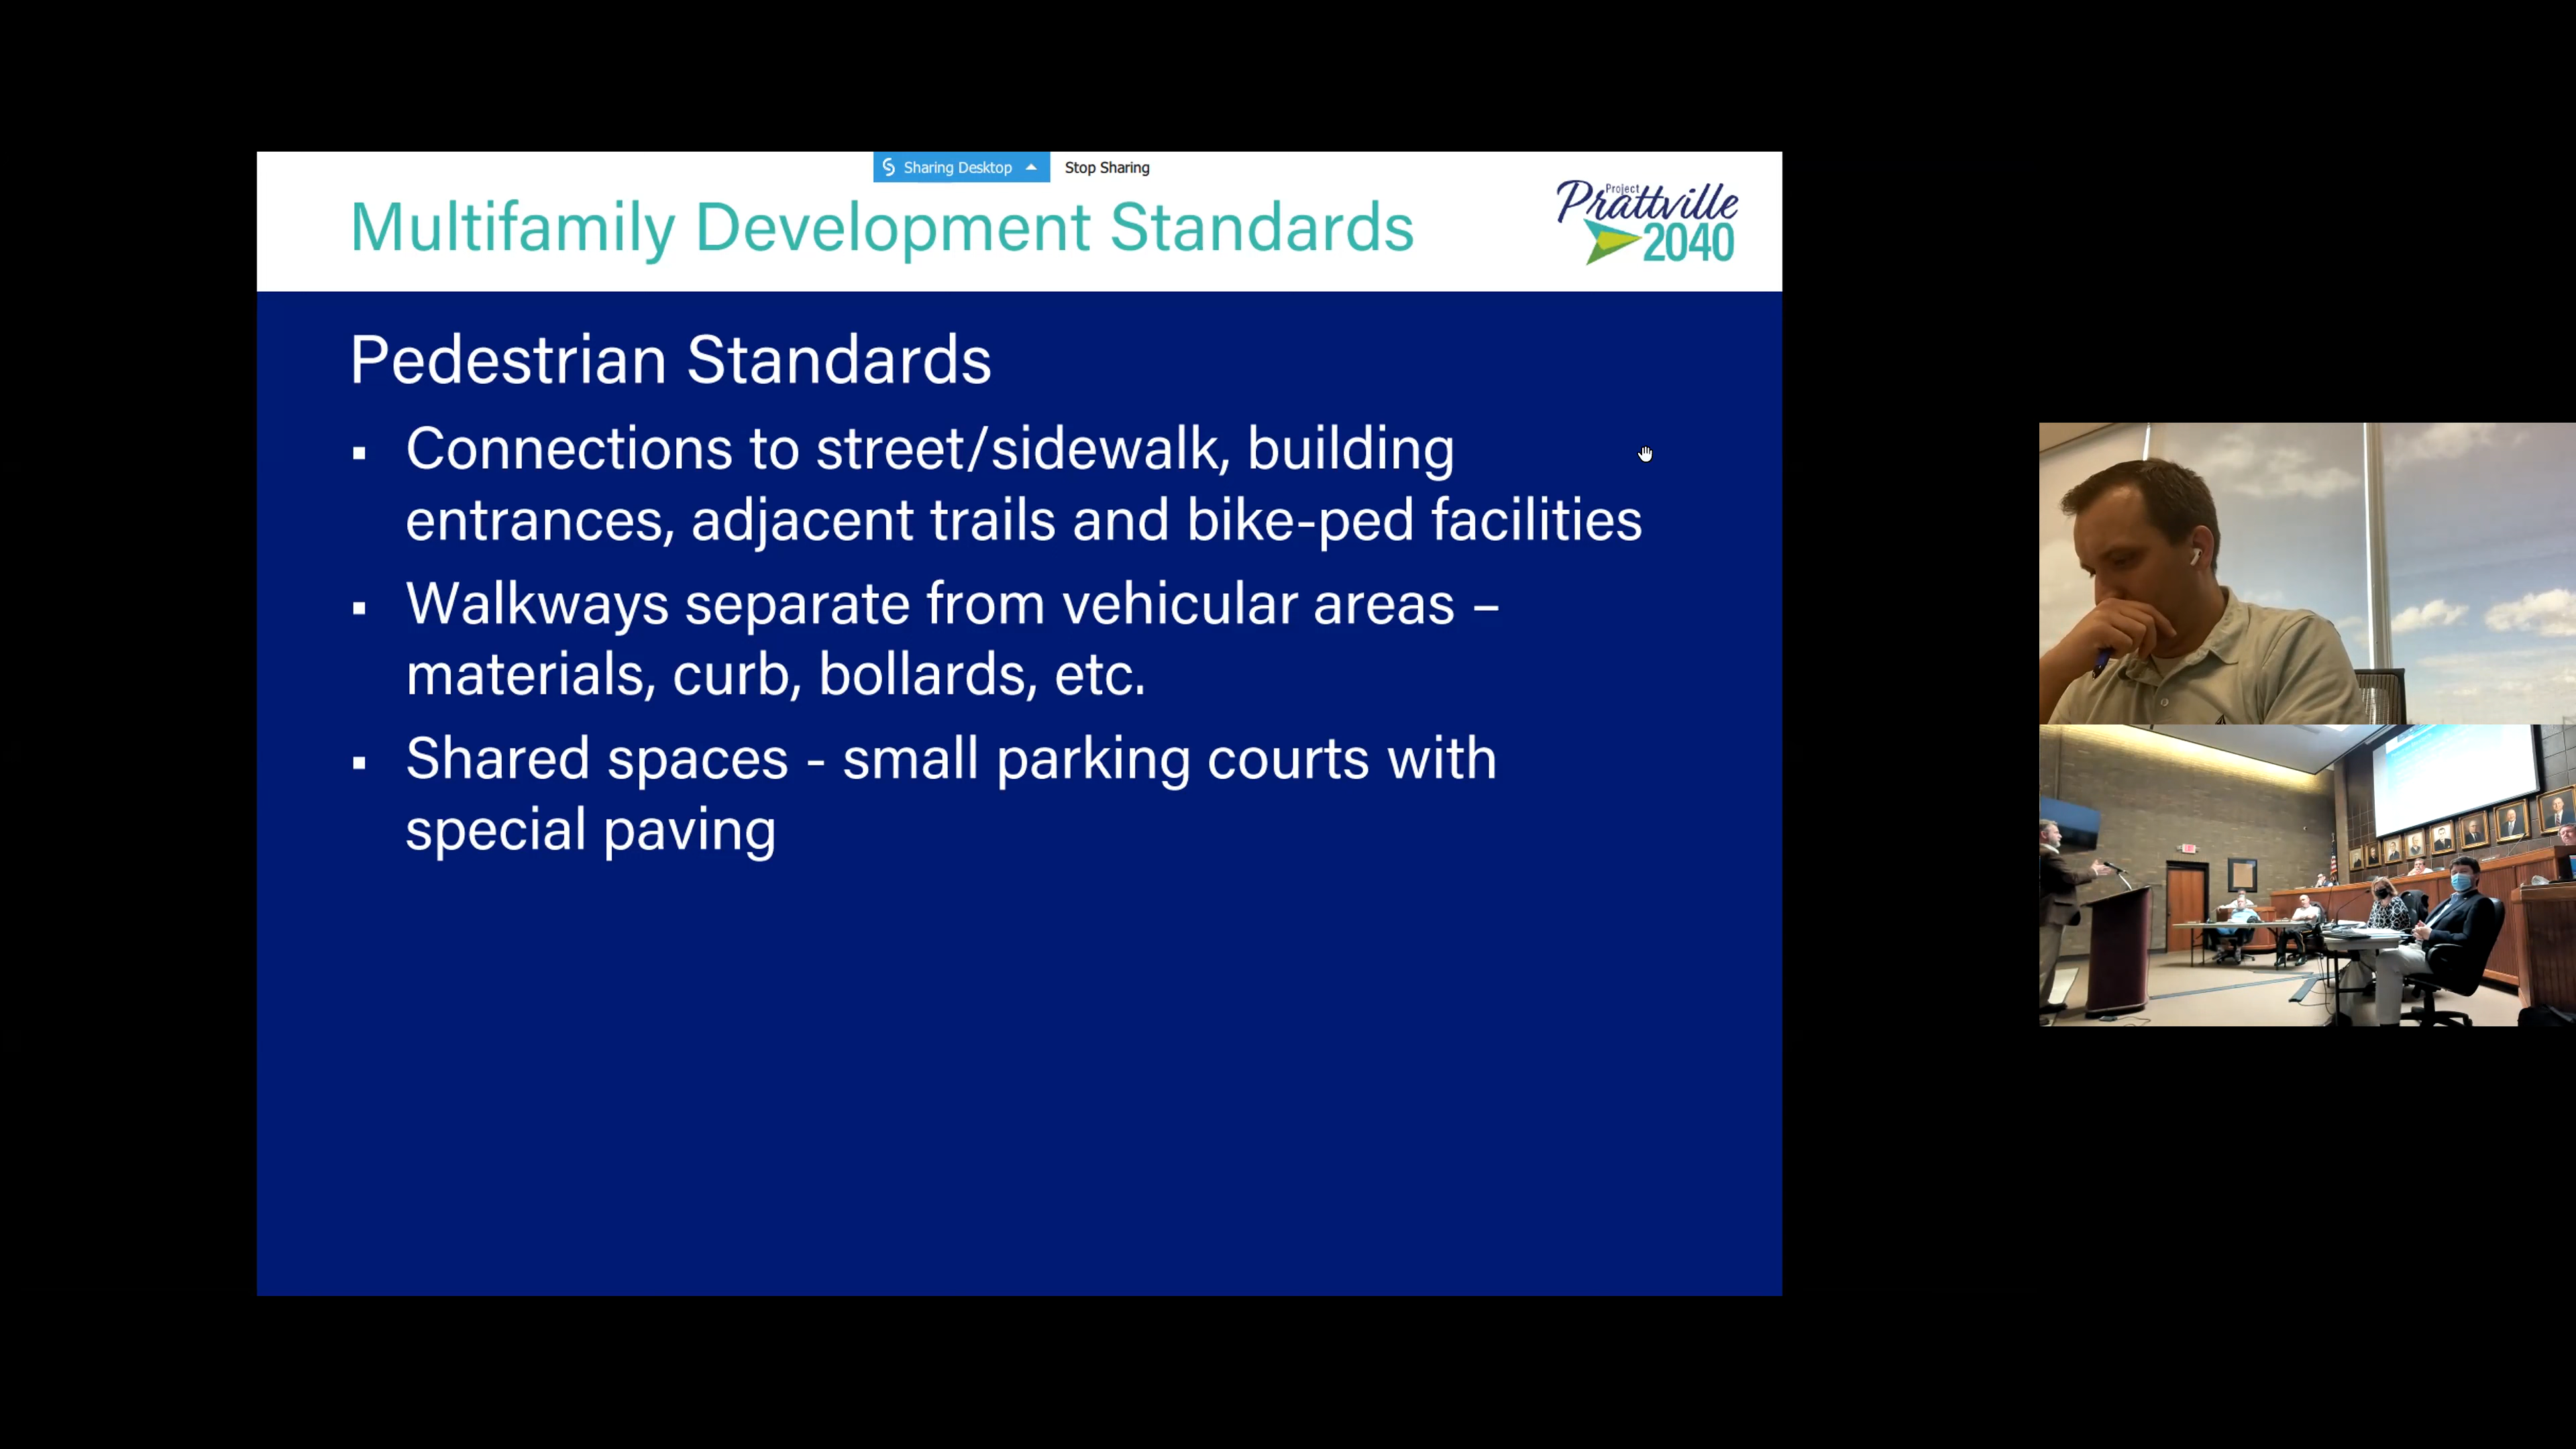 Sharing Desktop Stop Sharing
Multifamily Development Standards
Project
Prattville
2040
Pedestrian Standards
▪ Connections to street/sidewalk, building
entrances, adjacent trails and bike-ped facilities
▪ Walkways separate from vehicular areas –
materials, curb, bollards, etc.
▪ Shared spaces - small parking courts with
special paving